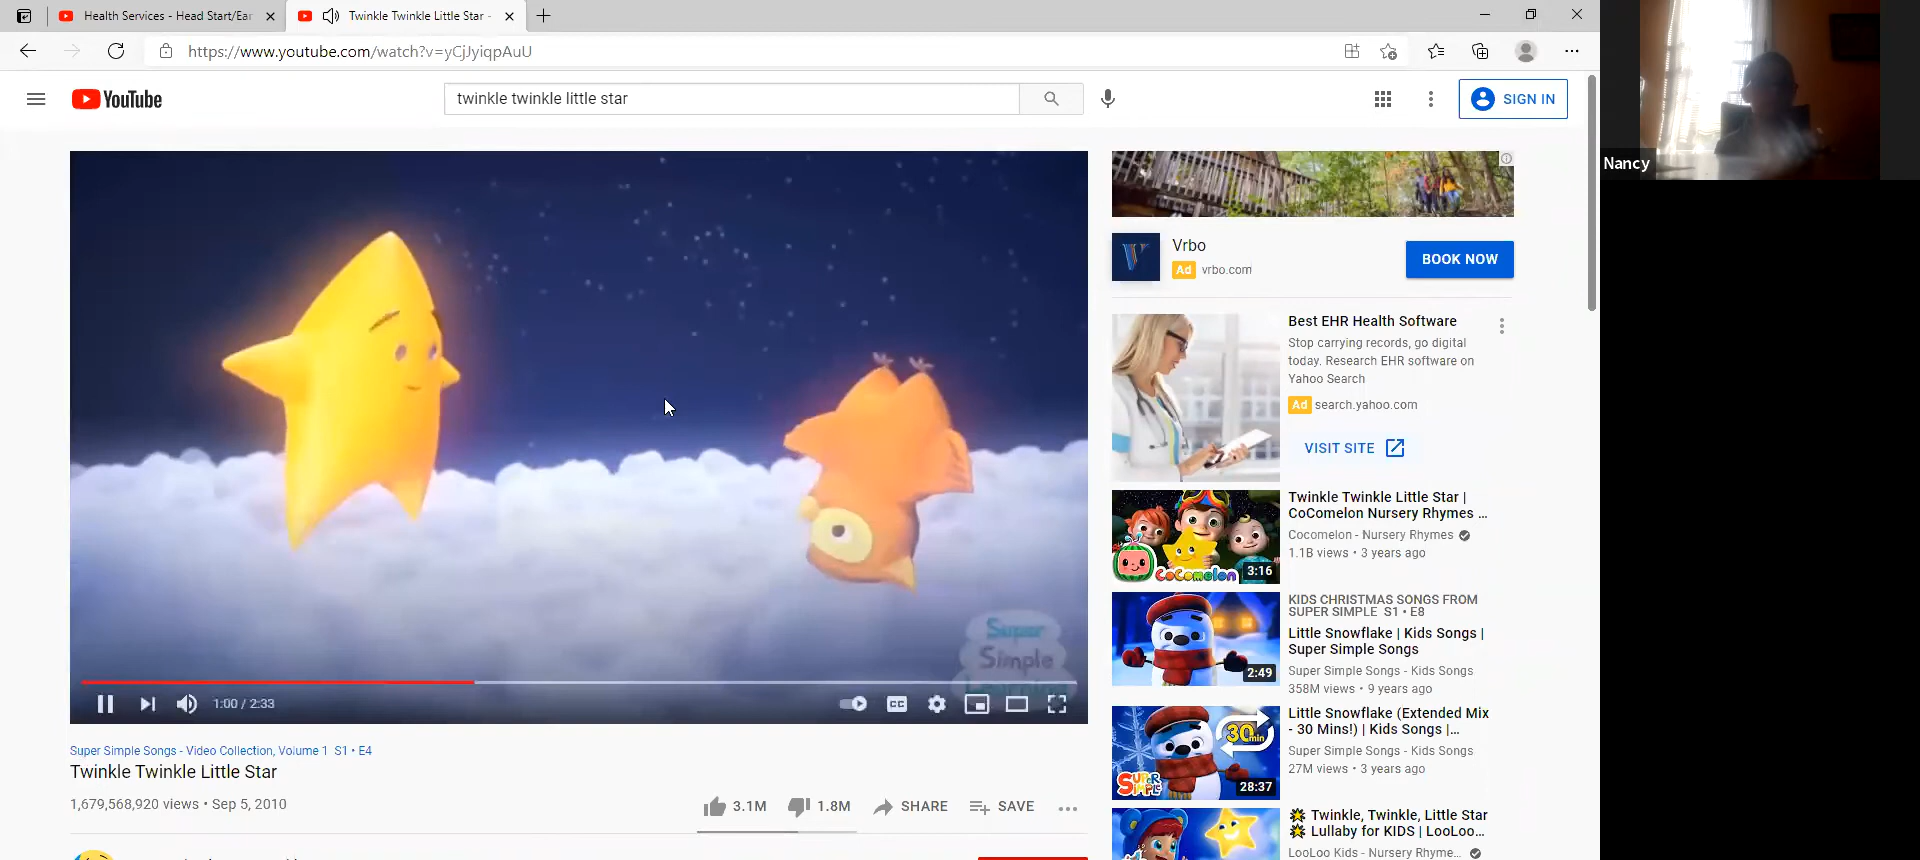 Health Services - Head Start/Ear
Twinkle Twinkle Little Star -
https://www.youtube.com/watch?v=yCjJyiqpAuU
YouTube
twinkle twinkle little star
SIGN IN
Nancy
Super
Simple
1:00 / 2:33
CC
Super Simple Songs - Video Collection, Volume 1 S1 • E4
Twinkle Twinkle Little Star
1,679,568,920 views • Sep 5, 2010
3.1M
1.8M
SHARE
SAVE
Vrbo
Ad vrbo.com
BOOK NOW
Best EHR Health Software
Stop carrying records, go digital
today. Research EHR software on
Yahoo Search
Ad search.yahoo.com
VISIT SITE
CoComelon
3:16
Twinkle Twinkle Little Star |
CoComelon Nursery Rhymes ...
Cocomelon - Nursery Rhymes
1.1B views • 3 years ago
2:49
KIDS CHRISTMAS SONGS FROM
SUPER SIMPLE S1 • E8
Little Snowflake | Kids Songs |
Super Simple Songs
Super Simple Songs - Kids Songs
358M views • 9 years ago
30min
SUPER
SIMPLE
28:37
Little Snowflake (Extended Mix
- 30 Mins!) | Kids Songs |...
Super Simple Songs - Kids Songs
27M views • 3 years ago
Twinkle, Twinkle, Little Star
Lullaby for KIDS | LooLoo...
LooLoo Kids - Nursery Rhyme...